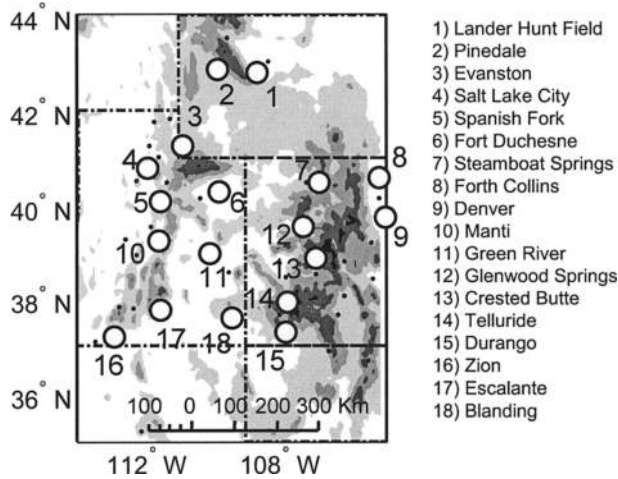 44° N
42° N
40° N
38° N
36° N
112° W
108° W
1
2
3
4
5
6
7
8
9
10
11
12
13
14
15
16
17
18
100 0 100 200 300 Km
1) Lander Hunt Field
2) Pinedale
3) Evanston
4) Salt Lake City
5) Spanish Fork
6) Fort Duchesne
7) Steamboat Springs
8) Forth Collins
9) Denver
10) Manti
11) Green River
12) Glenwood Springs
13) Crested Butte
14) Telluride
15) Durango
16) Zion
17) Escalante
18) Blanding